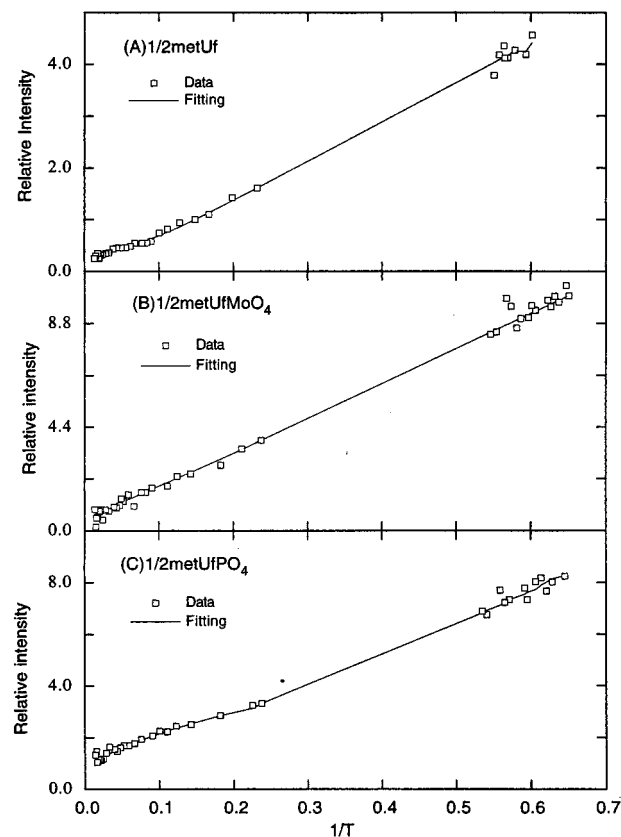 (A)1/2metUf
Data
Fitting
Relative Intensity
4.0
2.0
0.0
(B)1/2metUfMoO4
Data
Fitting
Relative intensity
8.8
4.4
0.0
(C)1/2metUfPO4
Data
Fitting
Relative intensity
8.0
4.0
0.0
0.0 0.1 0.2 0.3 0.4 0.5 0.6 0.7
1/T